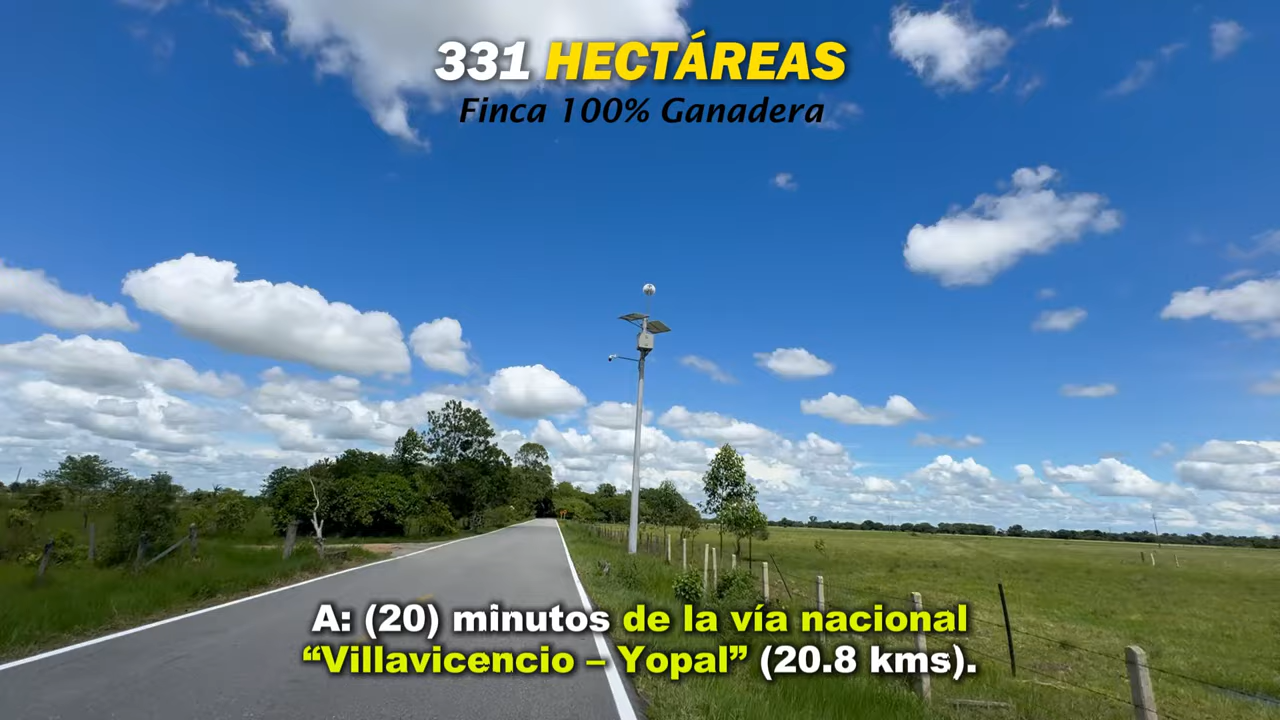 331 HECTÁREAS
Finca 100% Ganadera
A: (20) minutos de la vía nacional
“Villavicencio – Yopal” (20.8 kms).